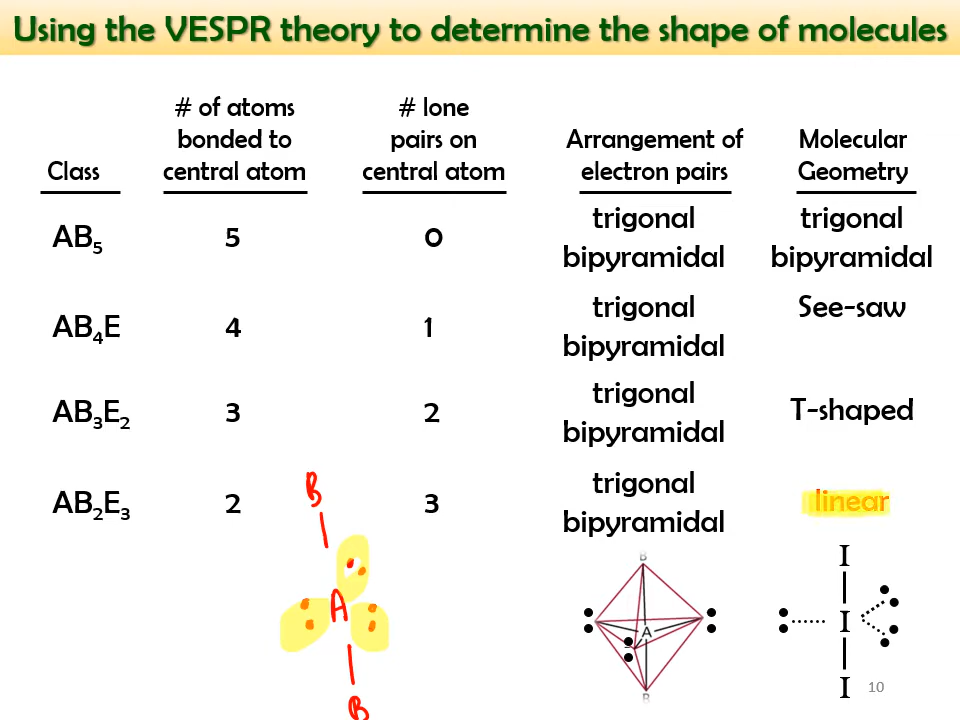 Using the VESPR theory to determine the shape of molecules
Class
# of atoms
bonded to
central atom
# lone
pairs on
central atom
Arrangement of
electron pairs
Molecular
Geometry
AB₅
5
0
trigonal
bipyramidal
trigonal
bipyramidal
AB₄E
4
1
trigonal
bipyramidal
See-saw
AB₃E₂
3
2
trigonal
bipyramidal
T-shaped
AB₂E₃
2
3
trigonal
bipyramidal
linear
B
A
B
B
A
B
I
I
I
10